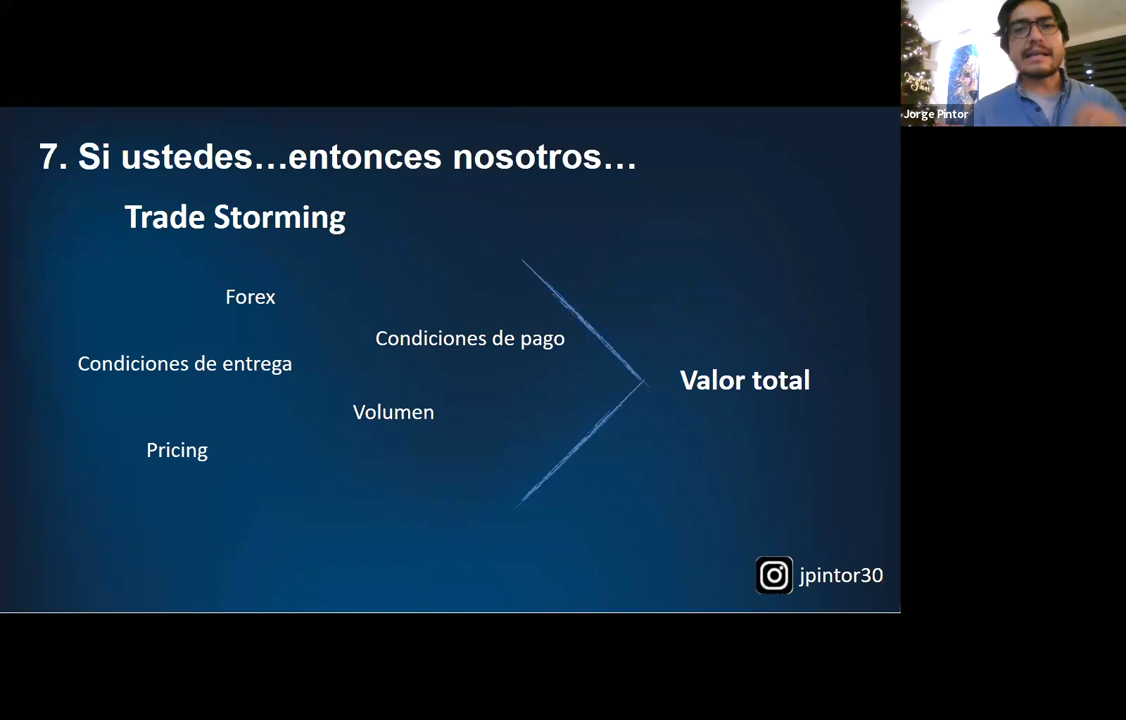 Jorge Pintor
7. Si ustedes…entonces nosotros…
Trade Storming
Forex
Condiciones de pago
Condiciones de entrega
Valor total
Volumen
Pricing
jpintor30